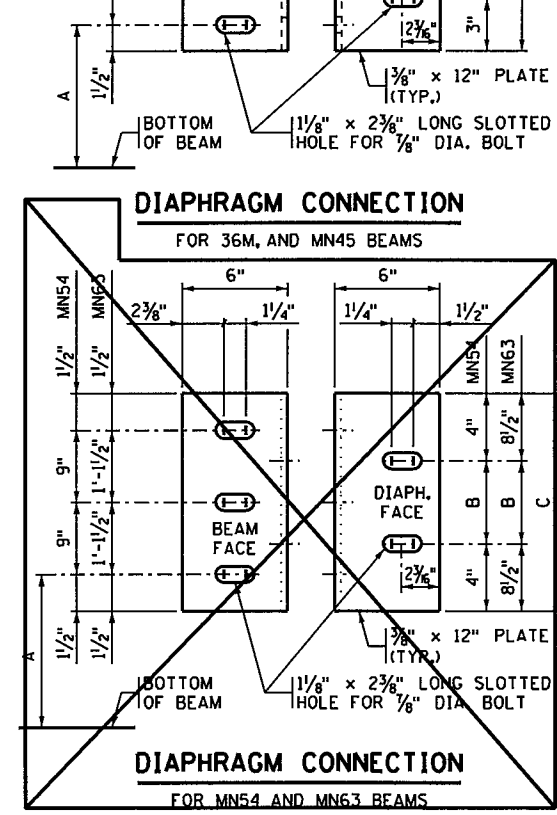 A
1½"
2³⁄₁₆"
3"
⅜" x 12" PLATE
(TYP.)
BOTTOM
OF BEAM
1⅛" x 2⅜" LONG SLOTTED
HOLE FOR ⅞" DIA. BOLT
DIAPHRAGM CONNECTION
FOR 36M, AND MN45 BEAMS
MN54
MN63
6"
6"
2⅜"
1¼"
1¼"
1½"
1½"
1½"
MN54
MN63
9"
1'-1½"
4"
8½"
DIAPH.
FACE
BEAM
FACE
B
B
C
9"
1'-1½"
2³⁄₁₆"
4"
8½"
A
1½"
1½"
⅜" x 12" PLATE
(TYP.)
BOTTOM
OF BEAM
1⅛" x 2⅜" LONG SLOTTED
HOLE FOR ⅞" DIA. BOLT
DIAPHRAGM CONNECTION
FOR MN54 AND MN63 BEAMS